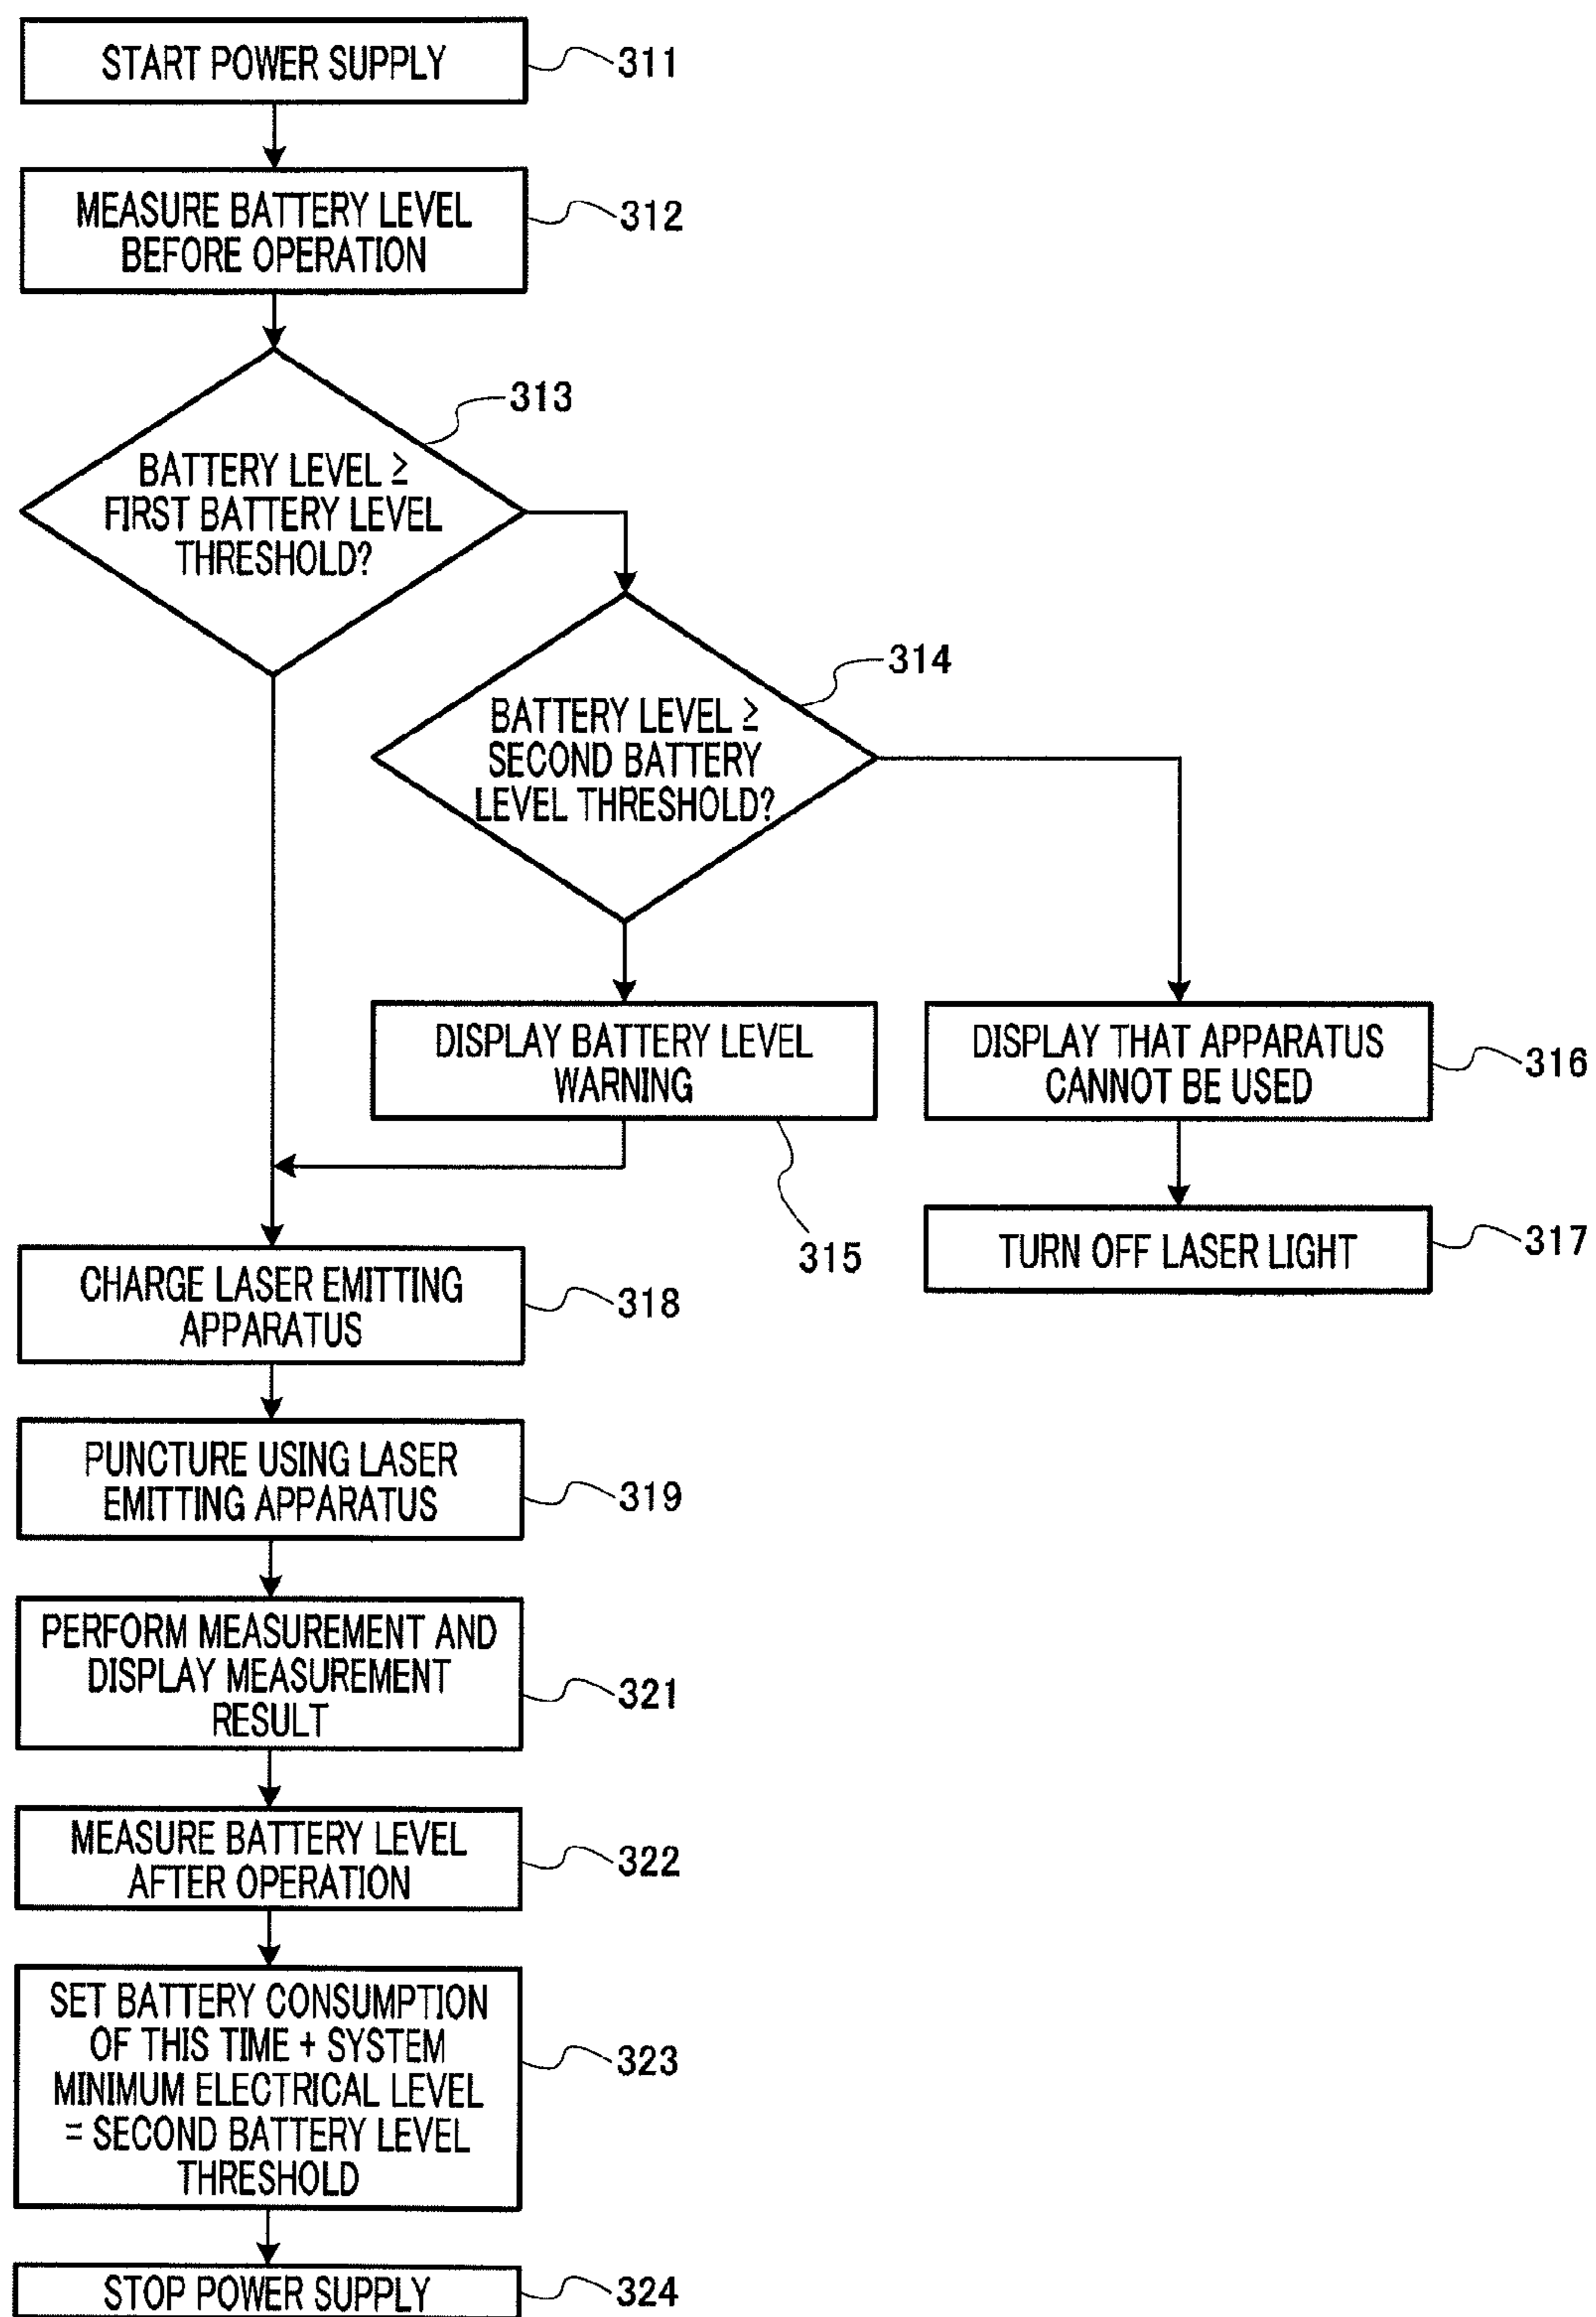 START POWER SUPPLY
311
MEASURE BATTERY LEVEL
BEFORE OPERATION
312
313
BATTERY LEVEL ≥
FIRST BATTERY LEVEL
THRESHOLD?
314
BATTERY LEVEL ≥
SECOND BATTERY
LEVEL THRESHOLD?
DISPLAY BATTERY LEVEL
WARNING
315
DISPLAY THAT APPARATUS
CANNOT BE USED
316
TURN OFF LASER LIGHT
317
CHARGE LASER EMITTING
APPARATUS
318
PUNCTURE USING LASER
EMITTING APPARATUS
319
PERFORM MEASUREMENT AND
DISPLAY MEASUREMENT
RESULT
321
MEASURE BATTERY LEVEL
AFTER OPERATION
322
SET BATTERY CONSUMPTION
OF THIS TIME + SYSTEM
MINIMUM ELECTRICAL LEVEL
= SECOND BATTERY LEVEL
THRESHOLD
323
STOP POWER SUPPLY
324